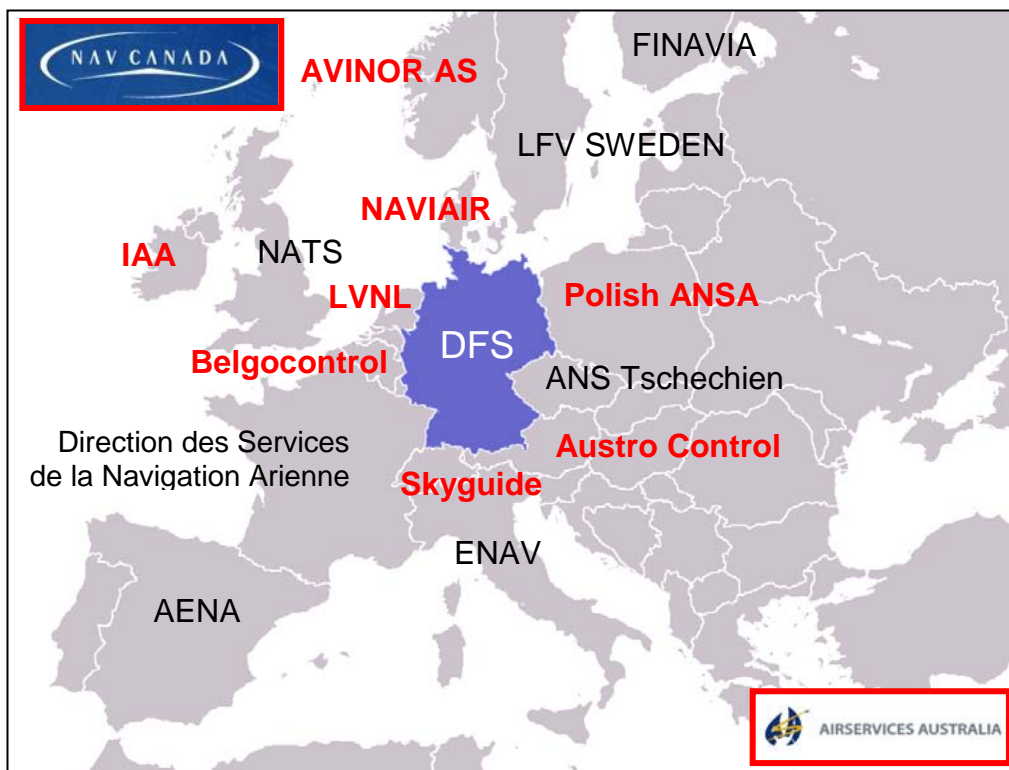 NAV CANADA
AVINOR AS
FINAVIA
LFV SWEDEN
NAVIAIR
IAA
NATS
LVNL
Polish ANSA
DFS
Belgocontrol
ANS Tschechien
Direction des Services
de la Navigation Arienne
Austro Control
Skyguide
ENAV
AENA
AIRSERVICES AUSTRALIA